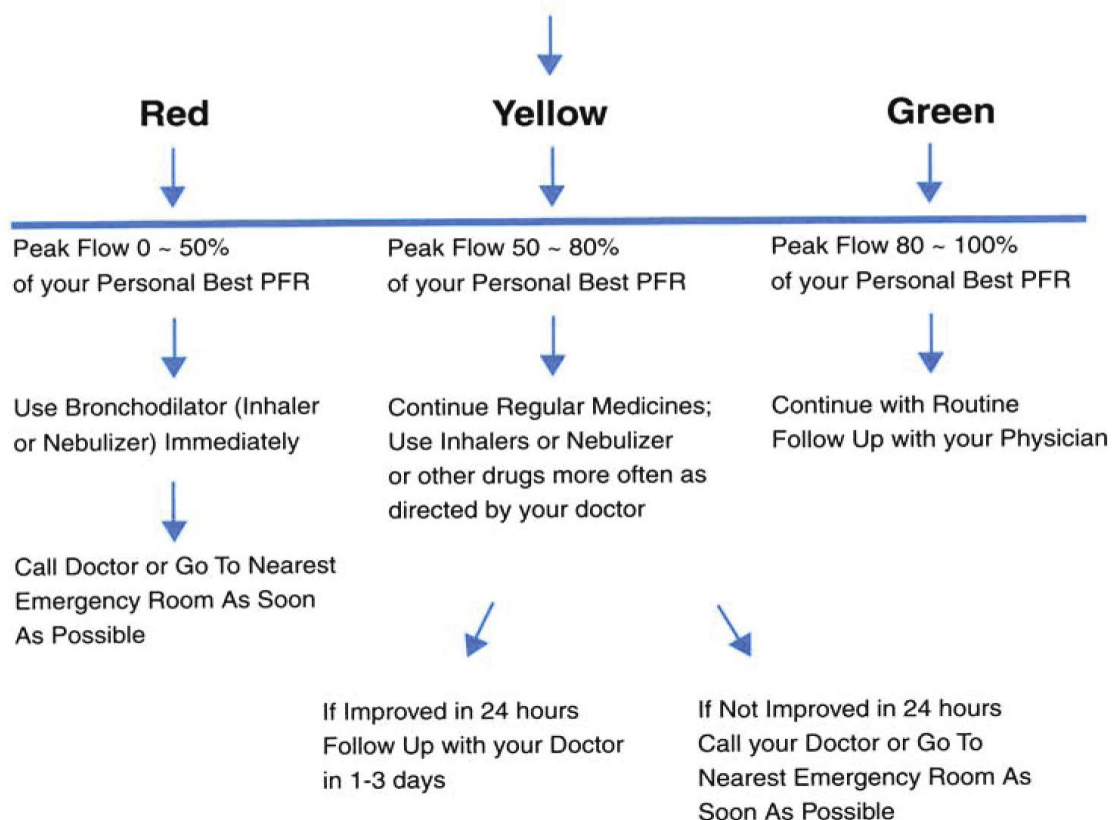 Red
Yellow
Green
Peak Flow 0 ~ 50%
of your Personal Best PFR
Peak Flow 50 ~ 80%
of your Personal Best PFR
Peak Flow 80 ~ 100%
of your Personal Best PFR
Use Bronchodilator (Inhaler
or Nebulizer) Immediately
Continue Regular Medicines;
Use Inhalers or Nebulizer
or other drugs more often as
directed by your doctor
Continue with Routine
Follow Up with your Physician
Call Doctor or Go To Nearest
Emergency Room As Soon
As Possible
If Improved in 24 hours
Follow Up with your Doctor
in 1-3 days
If Not Improved in 24 hours
Call your Doctor or Go To
Nearest Emergency Room As
Soon As Possible